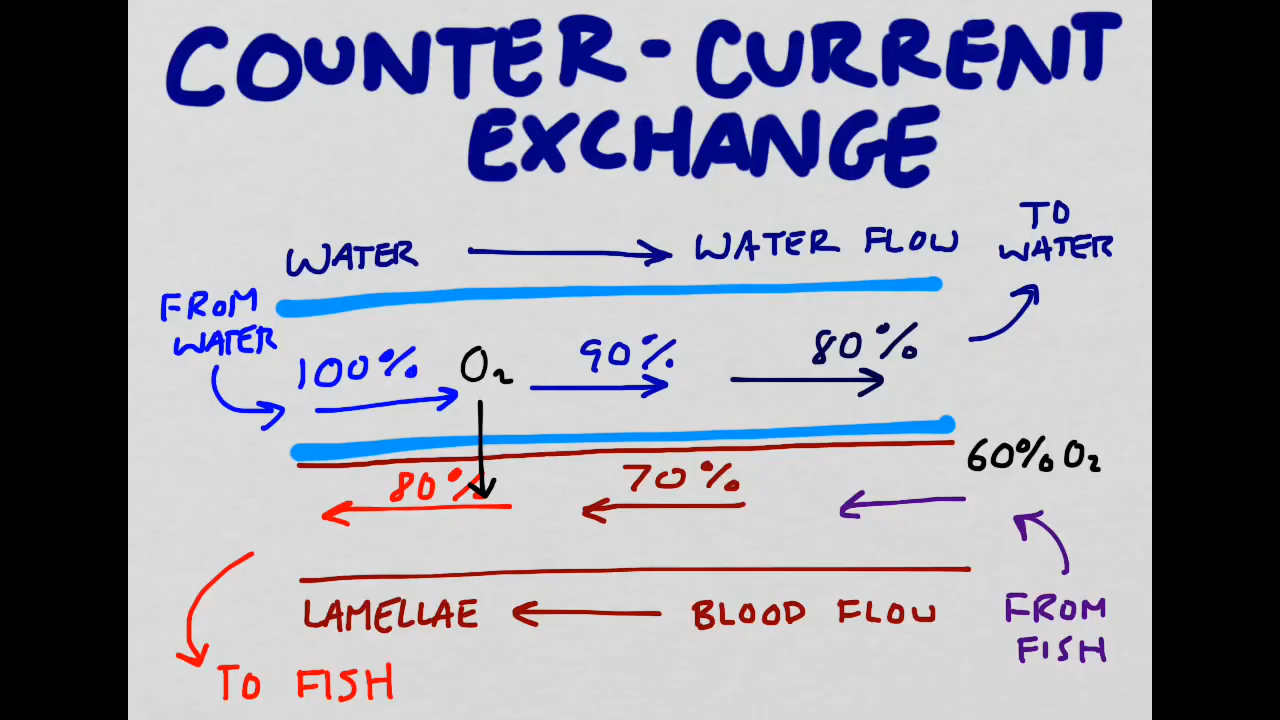 COUNTER-CURRENT
EXCHANGE
TO
WATER
WATER WATER FLOW
FROM
WATER
100% O₂ 90% 80%
60% O₂
80% 70%
LAMELLAE BLOOD FLOW
FROM
FISH
TO FISH